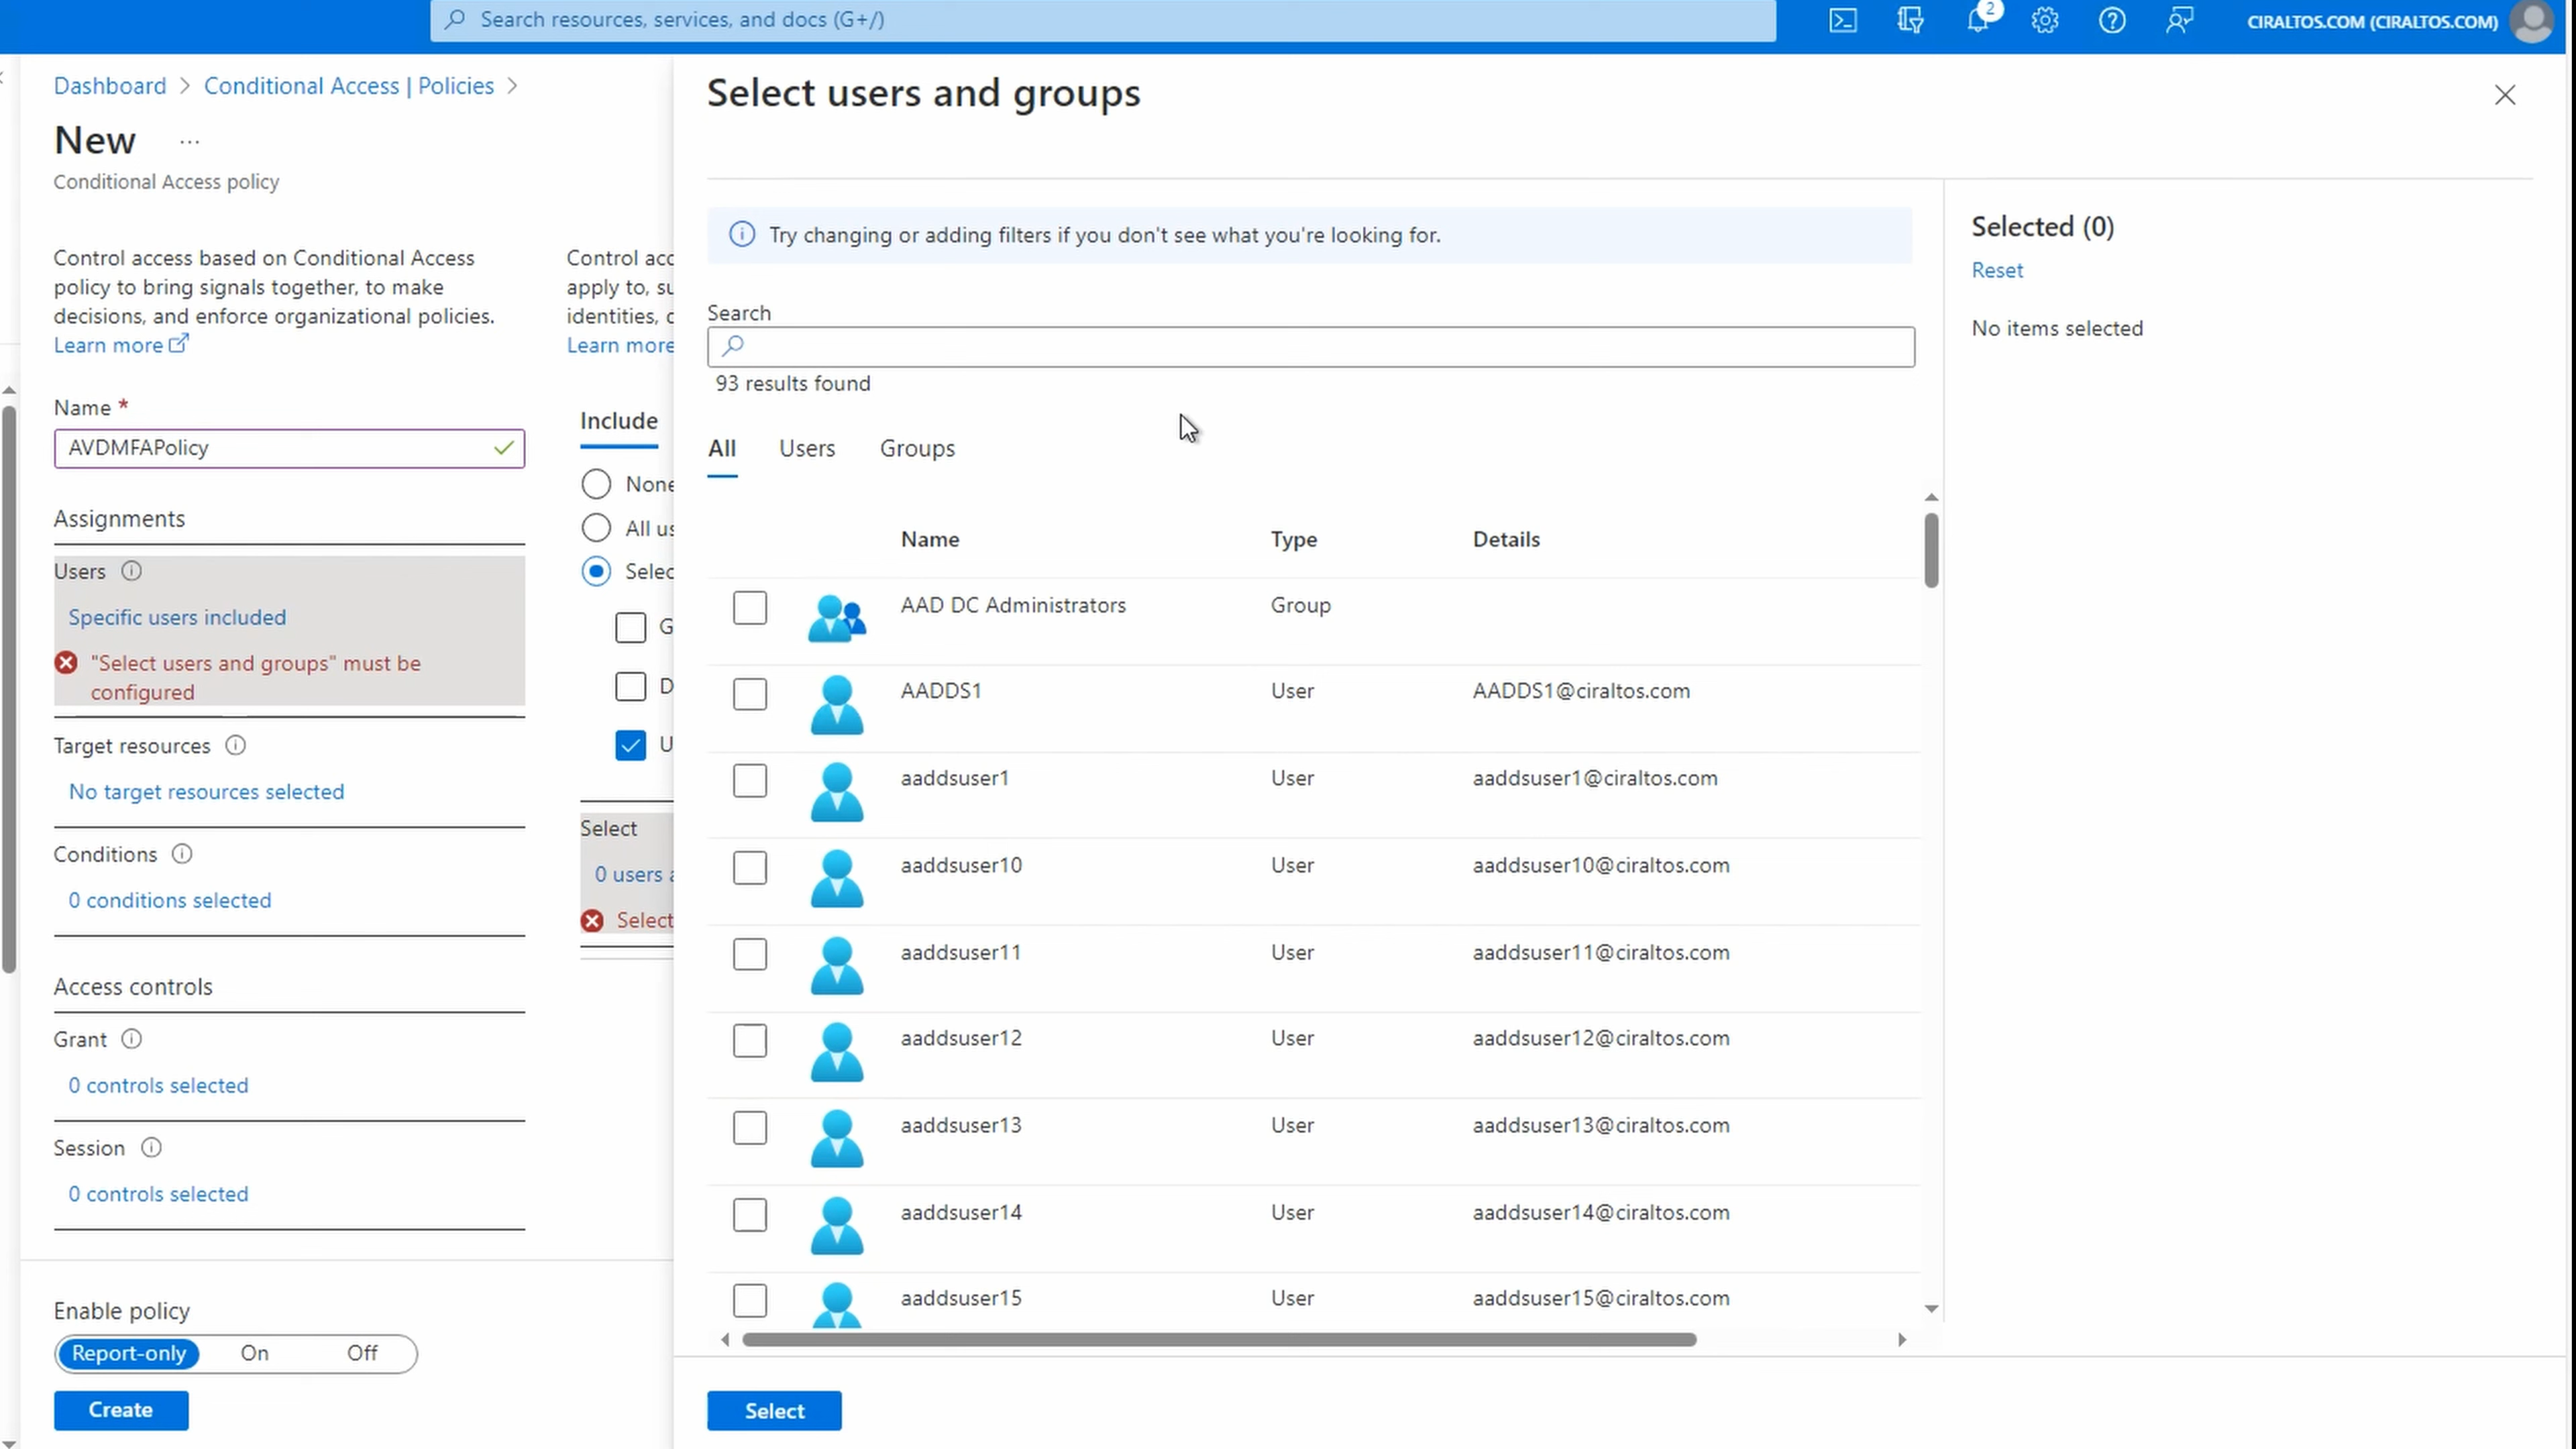 Search resources, services, and docs (G+/)
2
CIRALTOS.COM (CIRALTOS.COM)
Dashboard
Conditional Access | Policies
New
...
Conditional Access policy
Control access based on Conditional Access
policy to bring signals together, to make
decisions, and enforce organizational policies.
Learn more
Name *
AVDMFAPolicy
Assignments
Users
Specific users included
"Select users and groups" must be
configured
Target resources
No target resources selected
Conditions
0 conditions selected
Access controls
Grant
0 controls selected
Session
0 controls selected
Enable policy
Report-only
On
Off
Create
Control acc
apply to, su
identities, c
Learn more
Include
None
All us
Selec
G
D
U
Select
0 users a
Select
Select users and groups
Try changing or adding filters if you don't see what you're looking for.
Search
93 results found
All
Users
Groups
Name Type Details
AAD DC Administrators Group
AADDS1 User AADDS1@ciraltos.com
aaddsuser1 User aaddsuser1@ciraltos.com
aaddsuser10 User aaddsuser10@ciraltos.com
aaddsuser11 User aaddsuser11@ciraltos.com
aaddsuser12 User aaddsuser12@ciraltos.com
aaddsuser13 User aaddsuser13@ciraltos.com
aaddsuser14 User aaddsuser14@ciraltos.com
aaddsuser15 User aaddsuser15@ciraltos.com
Select
Selected (0)
Reset
No items selected